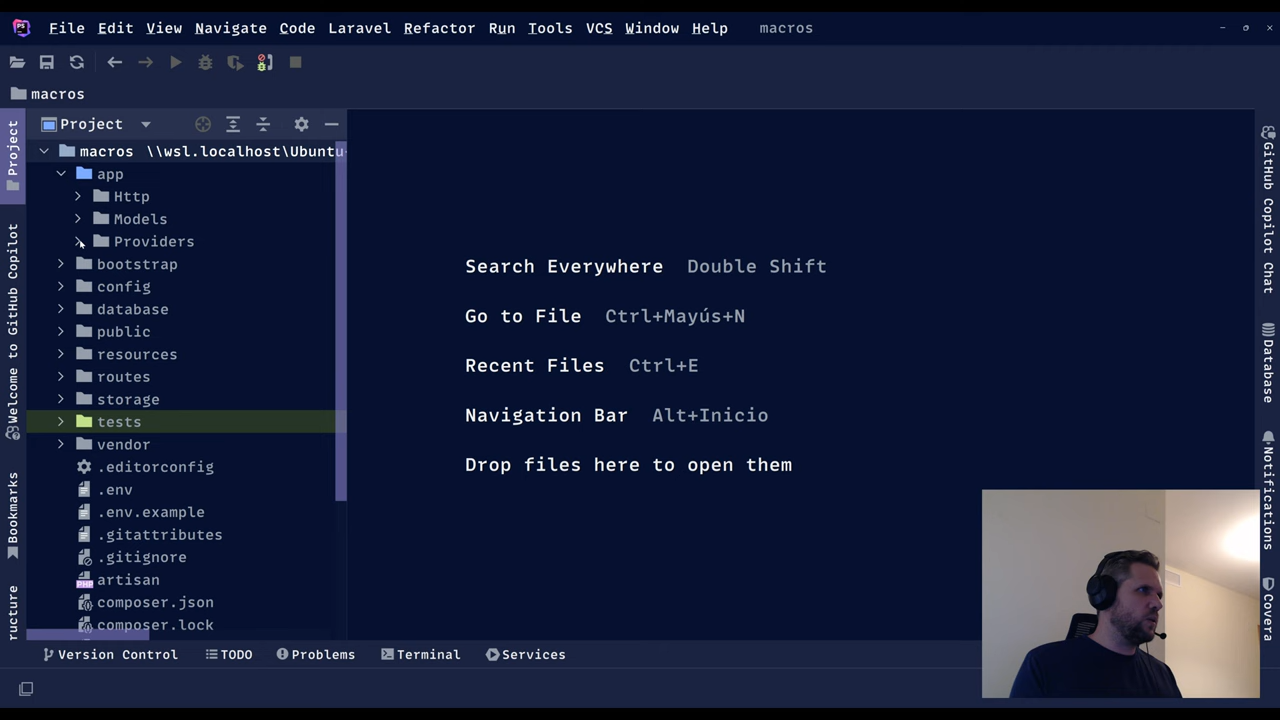 File Edit View Navigate Code Laravel Refactor Run Tools VCS Window Help macros
macros
Project
macros \\wsl.localhost\Ubuntu-
app
Http
Models
Providers
bootstrap
config
database
public
resources
routes
storage
tests
vendor
.editorconfig
.env
.env.example
.gitattributes
.gitignore
artisan
composer.json
composer.lock
Project
Welcome to GitHub Copilot
Bookmarks
ructure
Search Everywhere Double Shift
Go to File Ctrl+Mayús+N
Recent Files Ctrl+E
Navigation Bar Alt+Inicio
Drop files here to open them
GitHub Copilot Chat
Database
Notifications
Covera
Version Control TODO Problems Terminal Services